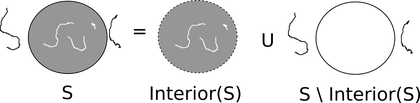 = U
S Interior(S) S \ Interior(S)